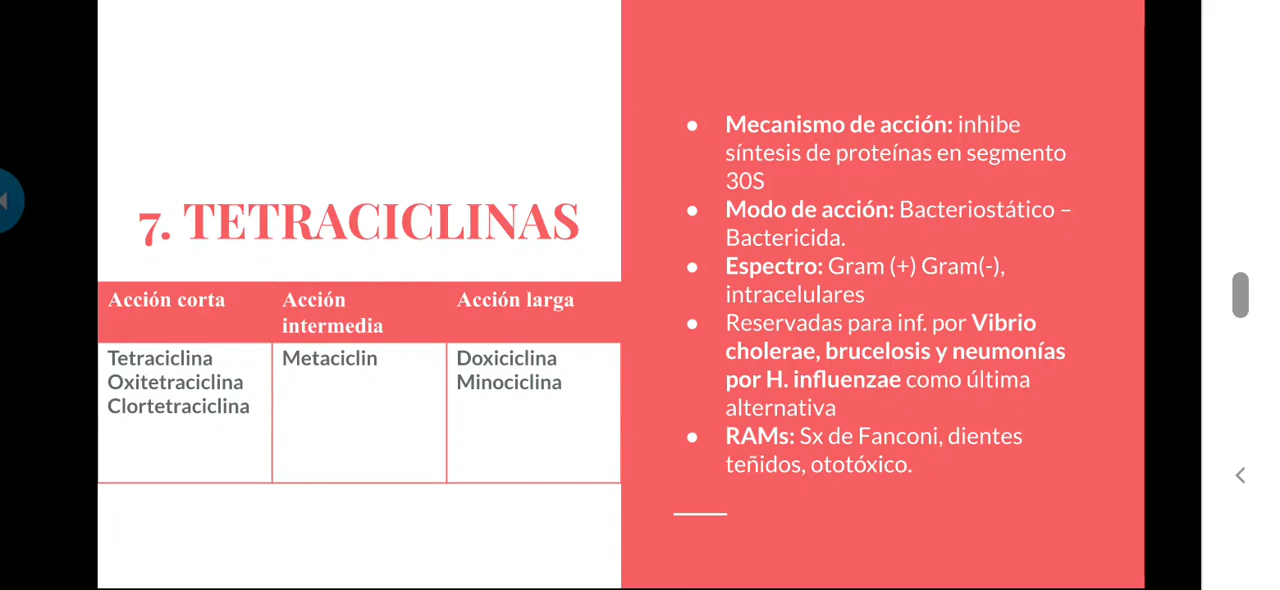 7. TETRACICLINAS
Acción corta
Acción intermedia
Acción larga
Tetraciclina
Oxitetraciclina
Clortetraciclina
Metaciclin
Doxiciclina
Minociclina
● Mecanismo de acción: inhibe
síntesis de proteínas en segmento
30S
● Modo de acción: Bacteriostático –
Bactericida.
● Espectro: Gram (+) Gram(-),
intracelulares
● Reservadas para inf. por Vibrio
cholerae, brucelosis y neumonías
por H. influenzae como última
alternativa
● RAMs: Sx de Fanconi, dientes
teñidos, ototóxico.